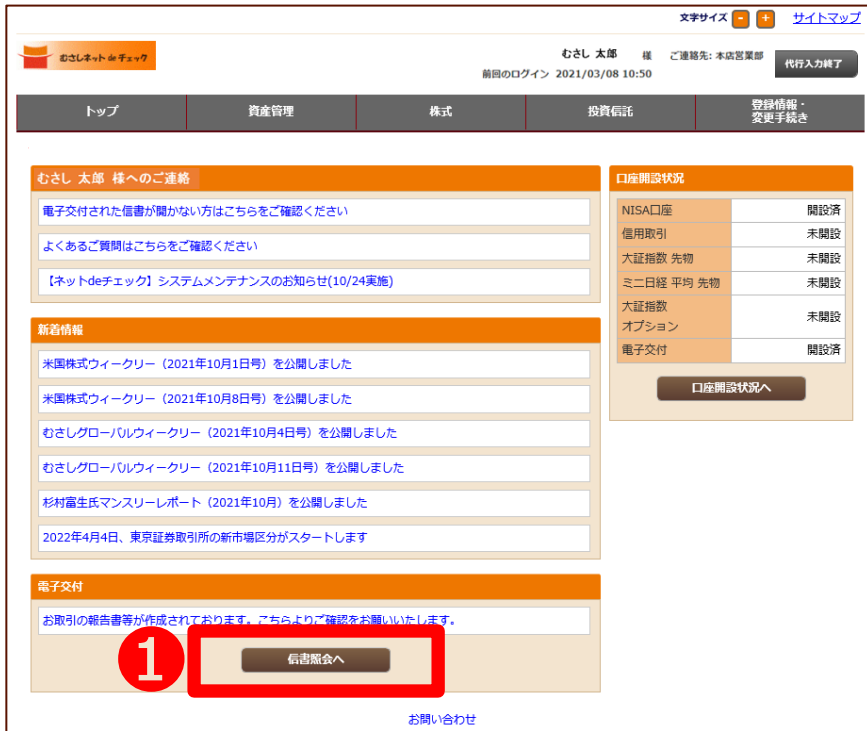 文字サイズ - + サイトマップ
むさしネット de チェック
むさし 太郎 様 ご連絡先: 本店営業部
前回のログイン 2021/03/08 10:50
代行入力終了
トップ 資産管理 株式 投資信託 登録情報・
変更手続き
むさし 太郎 様へのご連絡
電子交付された信書が開かない方はこちらをご確認ください
よくあるご質問はこちらをご確認ください
【ネットdeチェック】システムメンテナンスのお知らせ(10/24実施)
新着情報
米国株式ウィークリー（2021年10月1日号）を公開しました
米国株式ウィークリー（2021年10月8日号）を公開しました
むさしグローバルウィークリー（2021年10月4日号）を公開しました
むさしグローバルウィークリー（2021年10月11日号）を公開しました
杉村富生氏マンスリーレポート（2021年10月）を公開しました
2022年4月4日、東京証券取引所の新市場区分がスタートします
電子交付
お取引の報告書等が作成されております。こちらよりご確認をお願いいたします。
1
信書照会へ
口座開設状況
NISA口座 開設済
信用取引 未開設
大証指数 先物 未開設
ミニ日経 平均 先物 未開設
大証指数
オプション 未開設
電子交付 開設済
口座開設状況へ
お問い合わせ